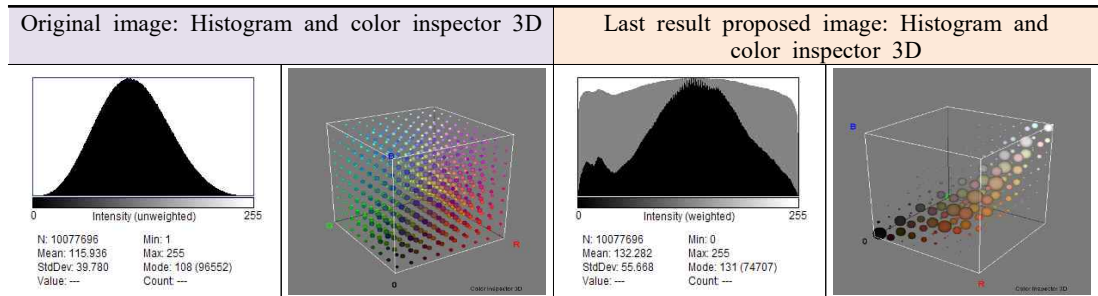 Original image: Histogram and color inspector 3D
Last result proposed image: Histogram and
color inspector 3D
0
Intensity (unweighted)
255
N: 10077696
Min: 1
Mean: 115.936
Max: 255
StdDev: 39.780
Mode: 108 (96552)
Value: ---
Count: ---
B
G
R
0
Color Inspector 3D
0
Intensity (weighted)
255
N: 10077696
Min: 0
Mean: 132.282
Max: 255
StdDev: 55.668
Mode: 131 (74707)
Value: ---
Count: ---
B
0
R
Color Inspector 3D